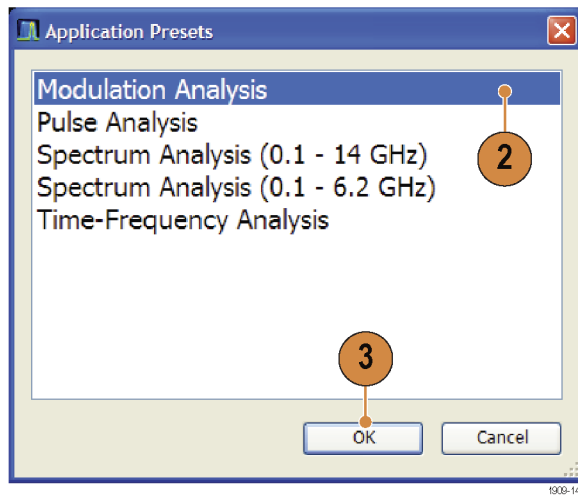 Application Presets
Modulation Analysis
Pulse Analysis
Spectrum Analysis (0.1 - 14 GHz)
Spectrum Analysis (0.1 - 6.2 GHz)
Time-Frequency Analysis
2
3
OK
Cancel